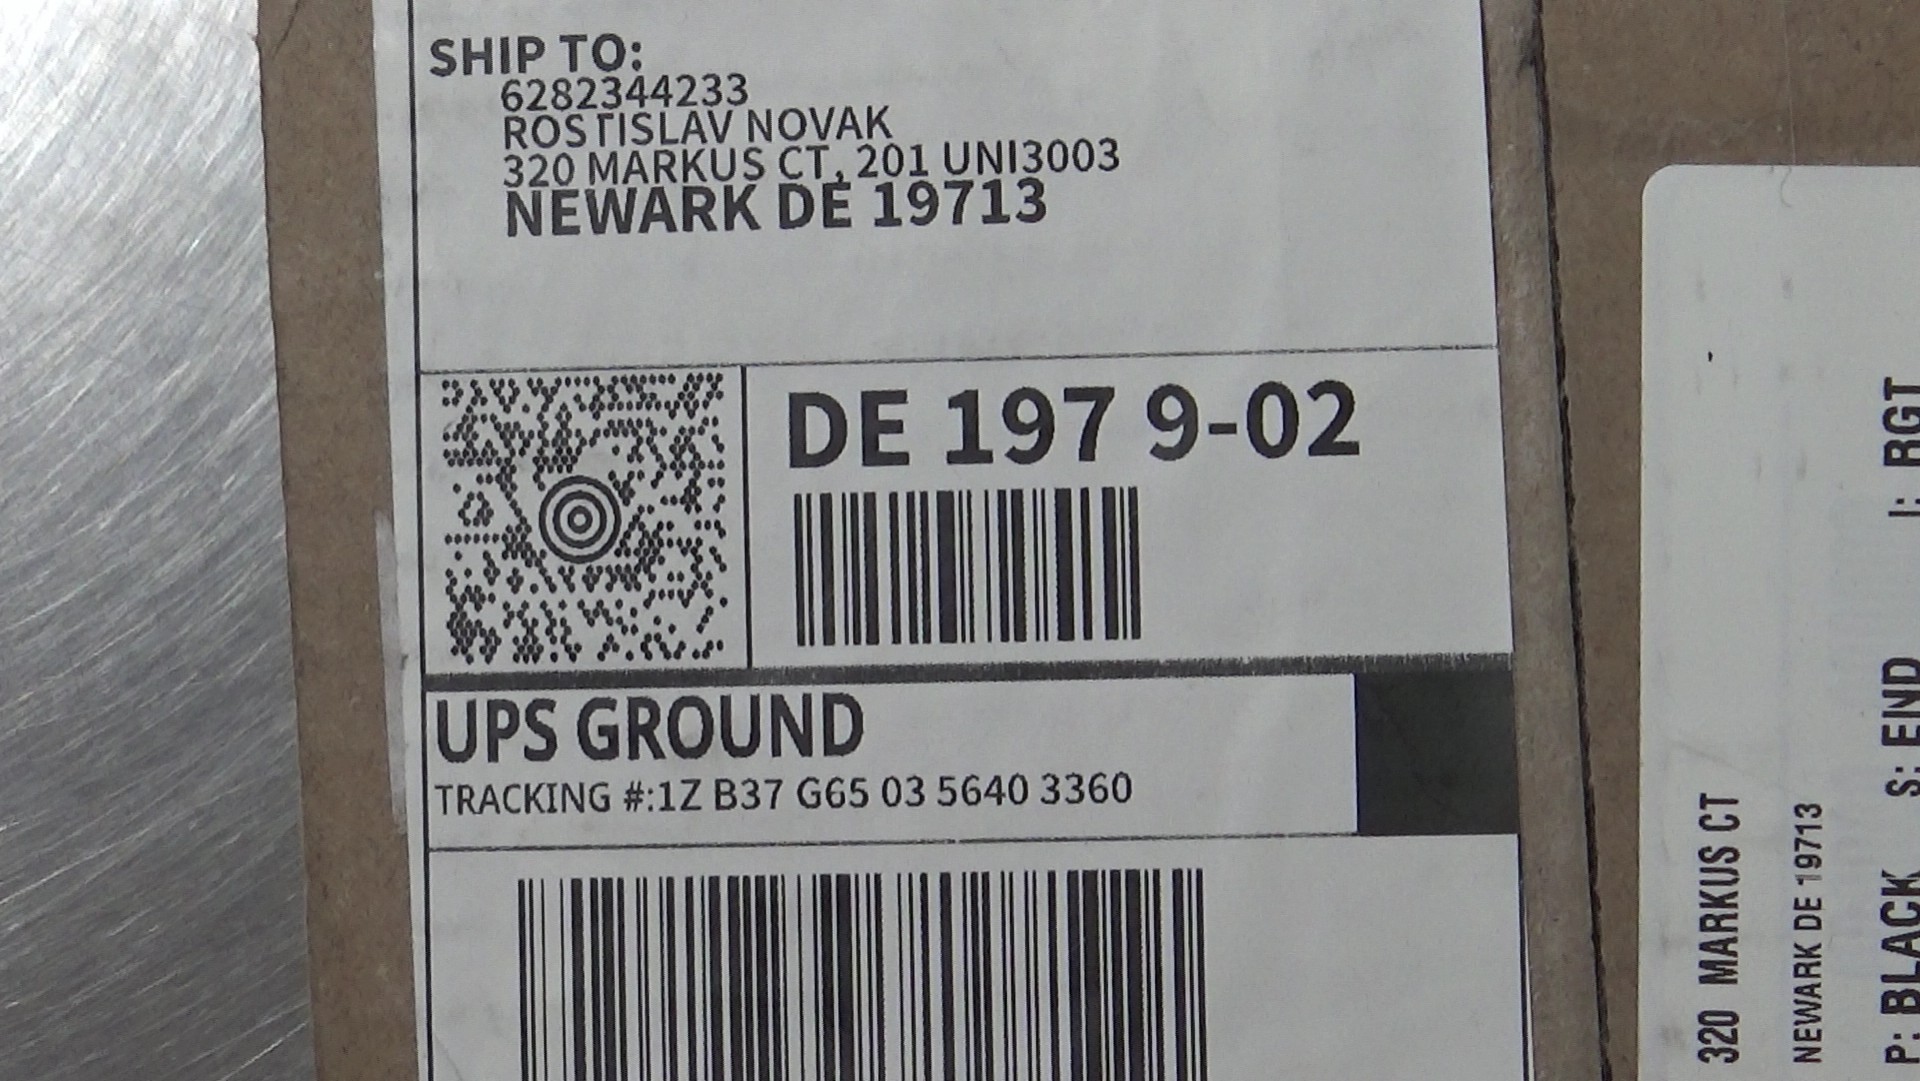 SHIP TO:
6282344233
ROSTISLAV NOVAK
320 MARKUS CT, 201 UNI3003
NEWARK DE 19713
DE 197 9-02
UPS GROUND
TRACKING #:1Z B37 G65 03 5640 3360
320 MARKUS CT
NEWARK DE 19713
P: BLACK S: END I: RGT